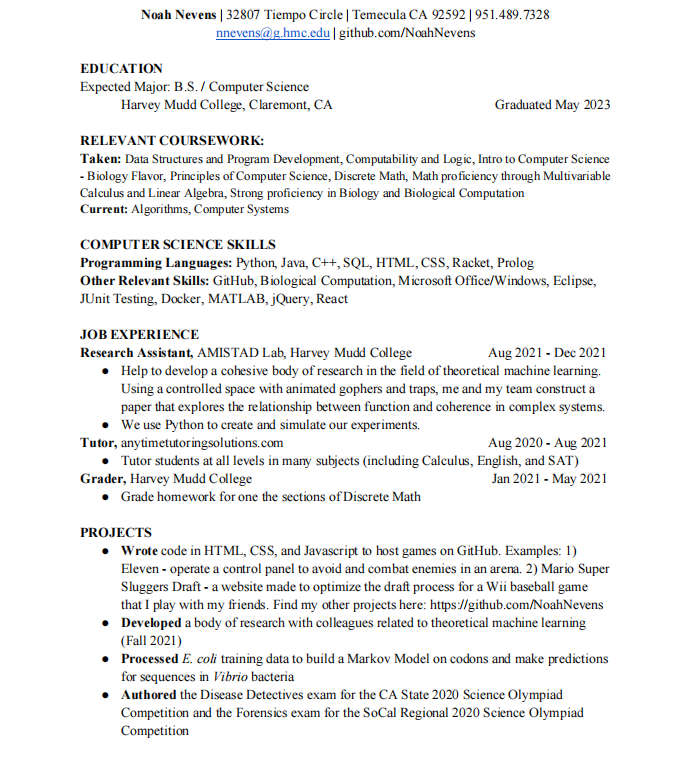 Noah Nevens | 32807 Tiempo Circle | Temecula CA 92592 | 951.489.7328
nnevens@g.hmc.edu | github.com/NoahNevens
EDUCATION
Expected Major: B.S. / Computer Science
Harvey Mudd College, Claremont, CA Graduated May 2023
RELEVANT COURSEWORK:
Taken: Data Structures and Program Development, Computability and Logic, Intro to Computer Science
- Biology Flavor, Principles of Computer Science, Discrete Math, Math proficiency through Multivariable
Calculus and Linear Algebra, Strong proficiency in Biology and Biological Computation
Current: Algorithms, Computer Systems
COMPUTER SCIENCE SKILLS
Programming Languages: Python, Java, C++, SQL, HTML, CSS, Racket, Prolog
Other Relevant Skills: GitHub, Biological Computation, Microsoft Office/Windows, Eclipse,
JUnit Testing, Docker, MATLAB, jQuery, React
JOB EXPERIENCE
Research Assistant, AMISTAD Lab, Harvey Mudd College Aug 2021 - Dec 2021
● Help to develop a cohesive body of research in the field of theoretical machine learning.
Using a controlled space with animated gophers and traps, me and my team construct a
paper that explores the relationship between function and coherence in complex systems.
● We use Python to create and simulate our experiments.
Tutor, anytimetutoringsolutions.com Aug 2020 - Aug 2021
● Tutor students at all levels in many subjects (including Calculus, English, and SAT)
Grader, Harvey Mudd College Jan 2021 - May 2021
● Grade homework for one the sections of Discrete Math
PROJECTS
● Wrote code in HTML, CSS, and Javascript to host games on GitHub. Examples: 1)
Eleven - operate a control panel to avoid and combat enemies in an arena. 2) Mario Super
Sluggers Draft - a website made to optimize the draft process for a Wii baseball game
that I play with my friends. Find my other projects here: https://github.com/NoahNevens
● Developed a body of research with colleagues related to theoretical machine learning
(Fall 2021)
● Processed E. coli training data to build a Markov Model on codons and make predictions
for sequences in Vibrio bacteria
● Authored the Disease Detectives exam for the CA State 2020 Science Olympiad
Competition and the Forensics exam for the SoCal Regional 2020 Science Olympiad
Competition